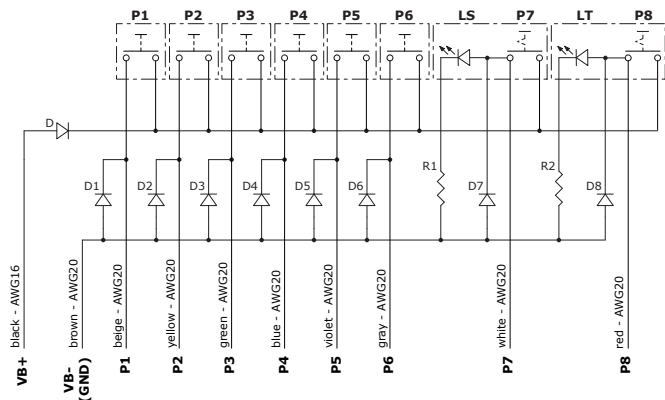 P1 P2 P3 P4 P5 P6 LS P7 LT P8
D
D1 D2 D3 D4 D5 D6 R1 D7 R2 D8
black - AWG16
brown - AWG20
beige - AWG20
yellow - AWG20
green - AWG20
blue - AWG20
violet - AWG20
gray - AWG20
white - AWG20
red - AWG20
VB+
VB-
(GND)
P1
P2
P3
P4
P5
P6
P7
P8